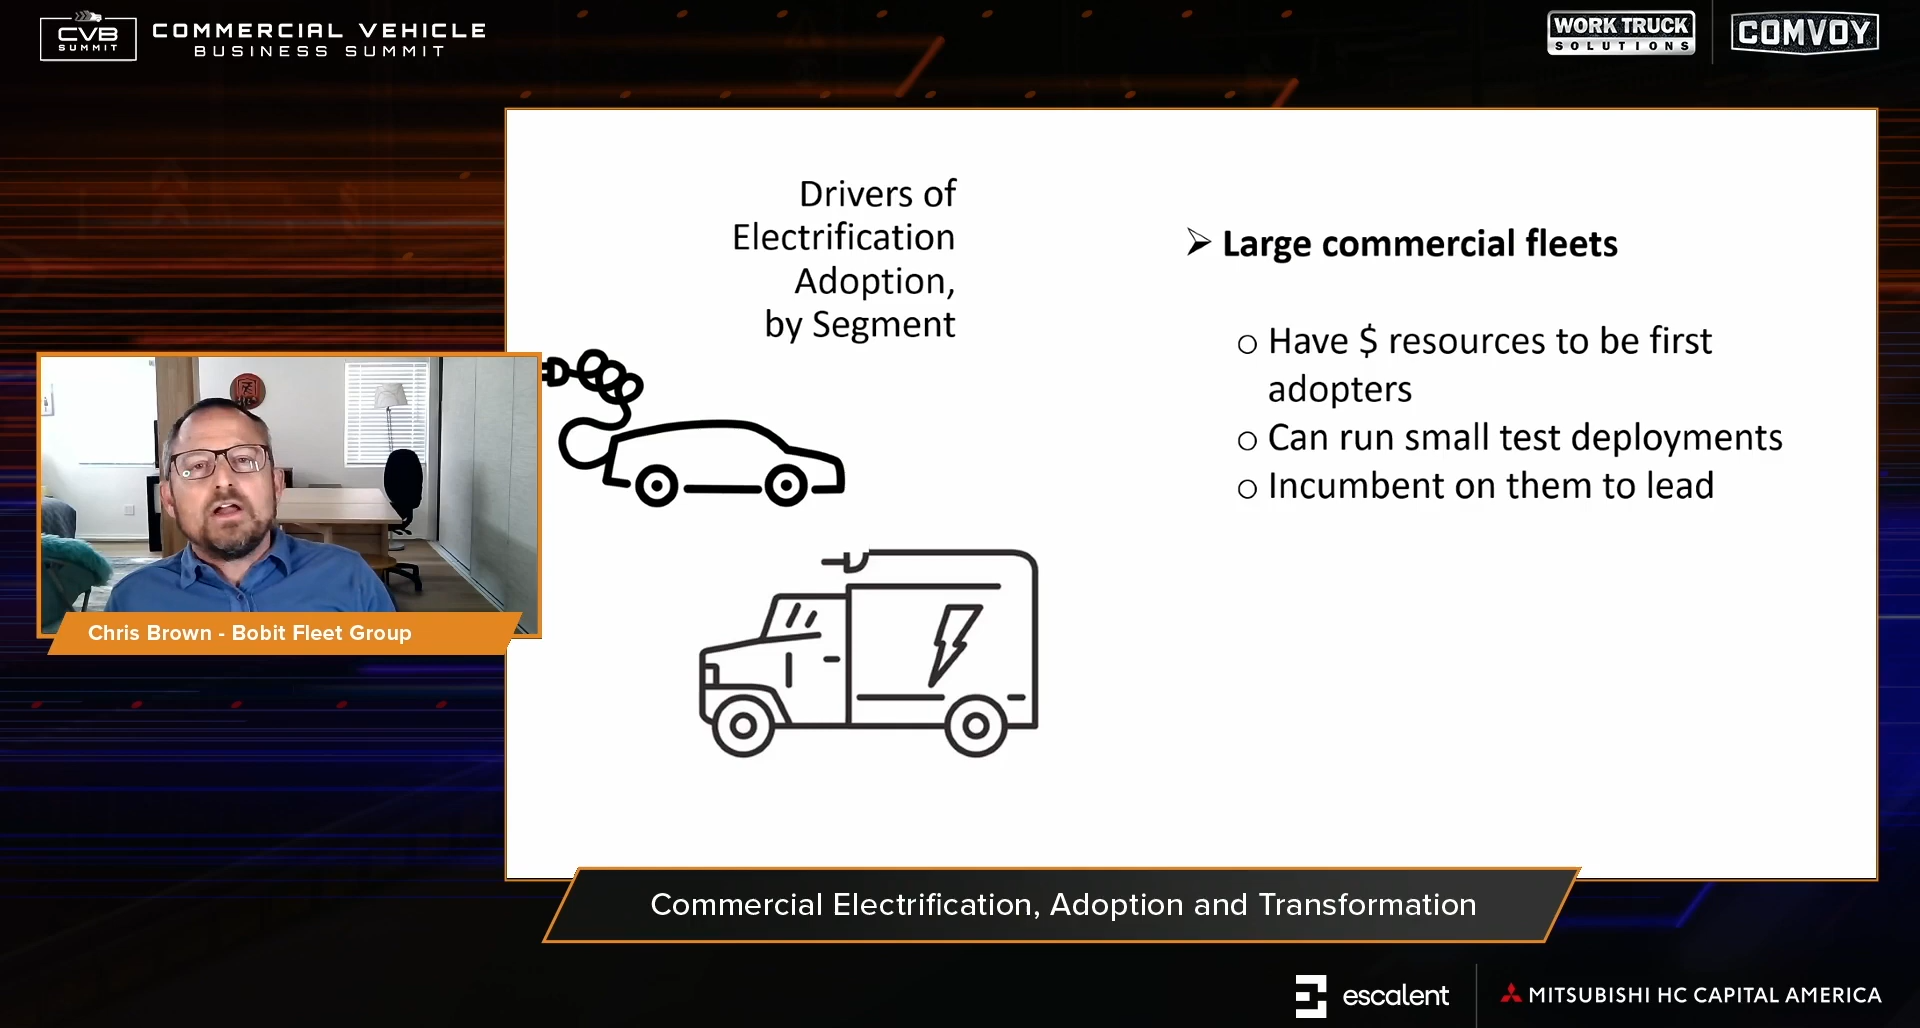 CVB
SUMMIT
COMMERCIAL VEHICLE
BUSINESS SUMMIT
WORK TRUCK
SOLUTIONS
COMVOY
Drivers of
Electrification
Adoption,
by Segment
➢ Large commercial fleets
o Have $ resources to be first
adopters
o Can run small test deployments
o Incumbent on them to lead
Chris Brown - Bobit Fleet Group
Commercial Electrification, Adoption and Transformation
escalent
MITSUBISHI HC CAPITAL AMERICA